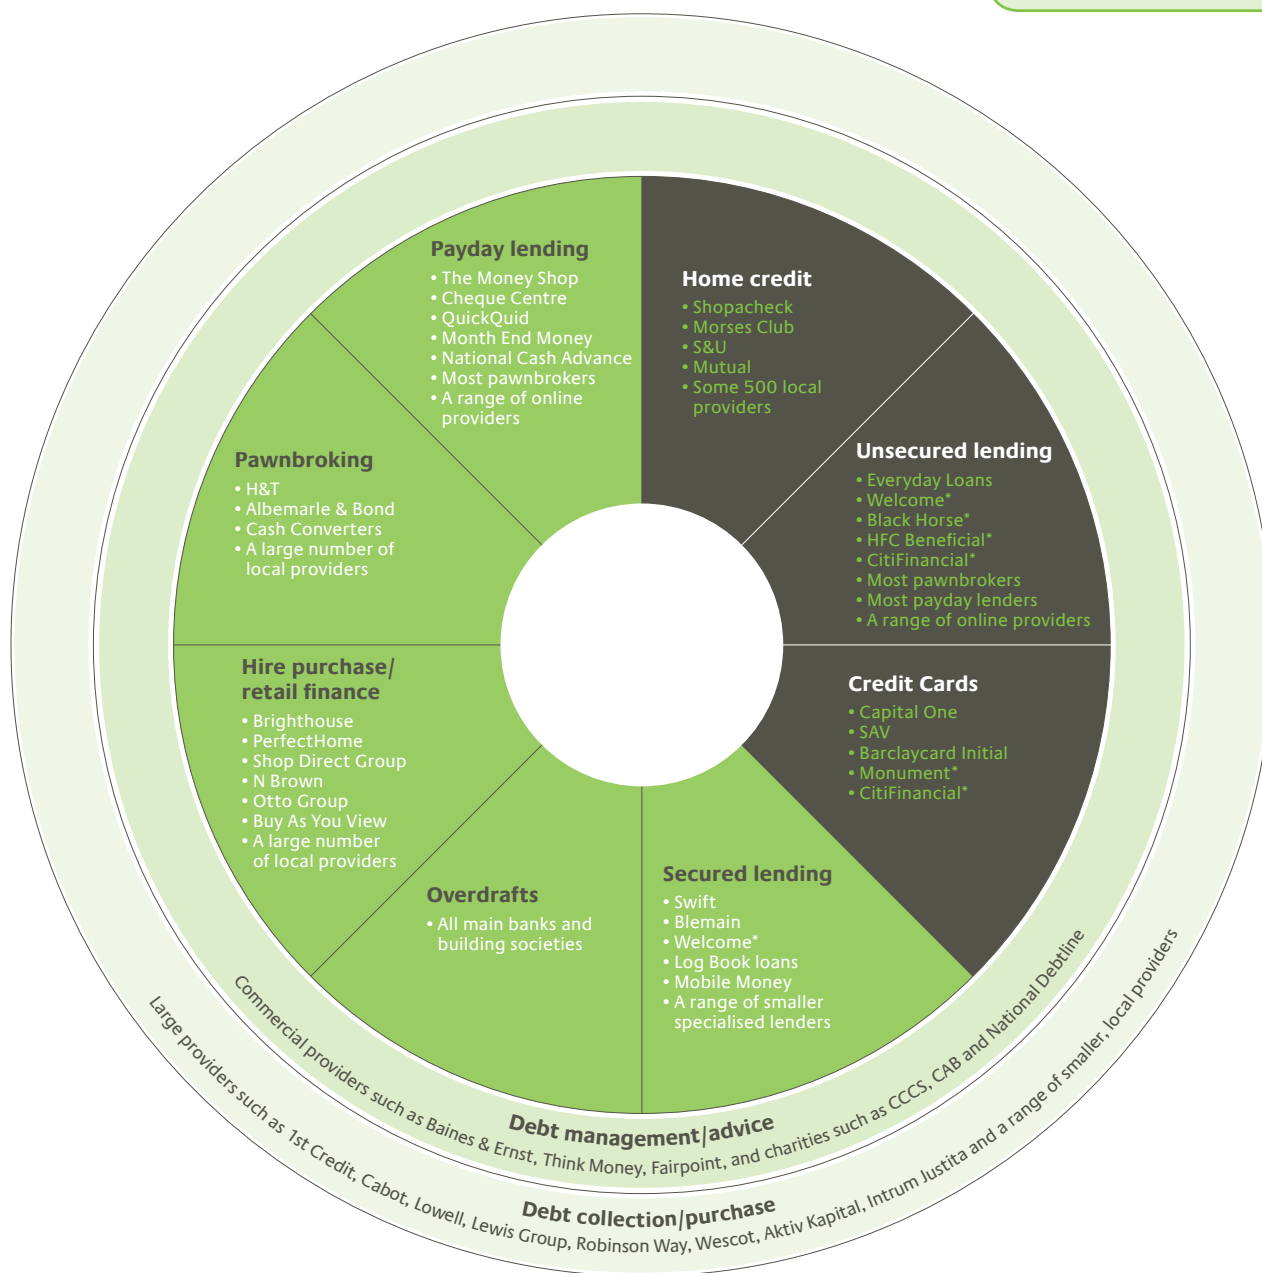 Payday lending
• The Money Shop
• Cheque Centre
• QuickQuid
• Month End Money
• National Cash Advance
• Most pawnbrokers
• A range of online
providers
Home credit
• Shopacheck
• Morses Club
• S&U
• Mutual
• Some 500 local
providers
Unsecured lending
• Everyday Loans
• Welcome*
• Black Horse*
• HFC Beneficial*
• CitiFinancial*
• Most pawnbrokers
• Most payday lenders
• A range of online providers
Credit Cards
• Capital One
• SAV
• Barclaycard Initial
• Monument*
• CitiFinancial*
Secured lending
• Swift
• Blemain
• Welcome*
• Log Book loans
• Mobile Money
• A range of smaller
specialised lenders
Overdrafts
• All main banks and
building societies
Hire purchase/
retail finance
• Brighthouse
• PerfectHome
• Shop Direct Group
• N Brown
• Otto Group
• Buy As You View
• A large number
of local providers
Pawnbroking
• H&T
• Albemarle & Bond
• Cash Converters
• A large number of
local providers
Debt management/advice
Commercial providers such as Baines & Ernst, Think Money, Fairpoint, and charities such as CCCS, CAB and National Debtline
Debt collection/purchase
Large providers such as 1st Credit, Cabot, Lowell, Lewis Group, Robinson Way, Wescot, Aktiv Kapital, Intrum Justita and a range of smaller, local providers